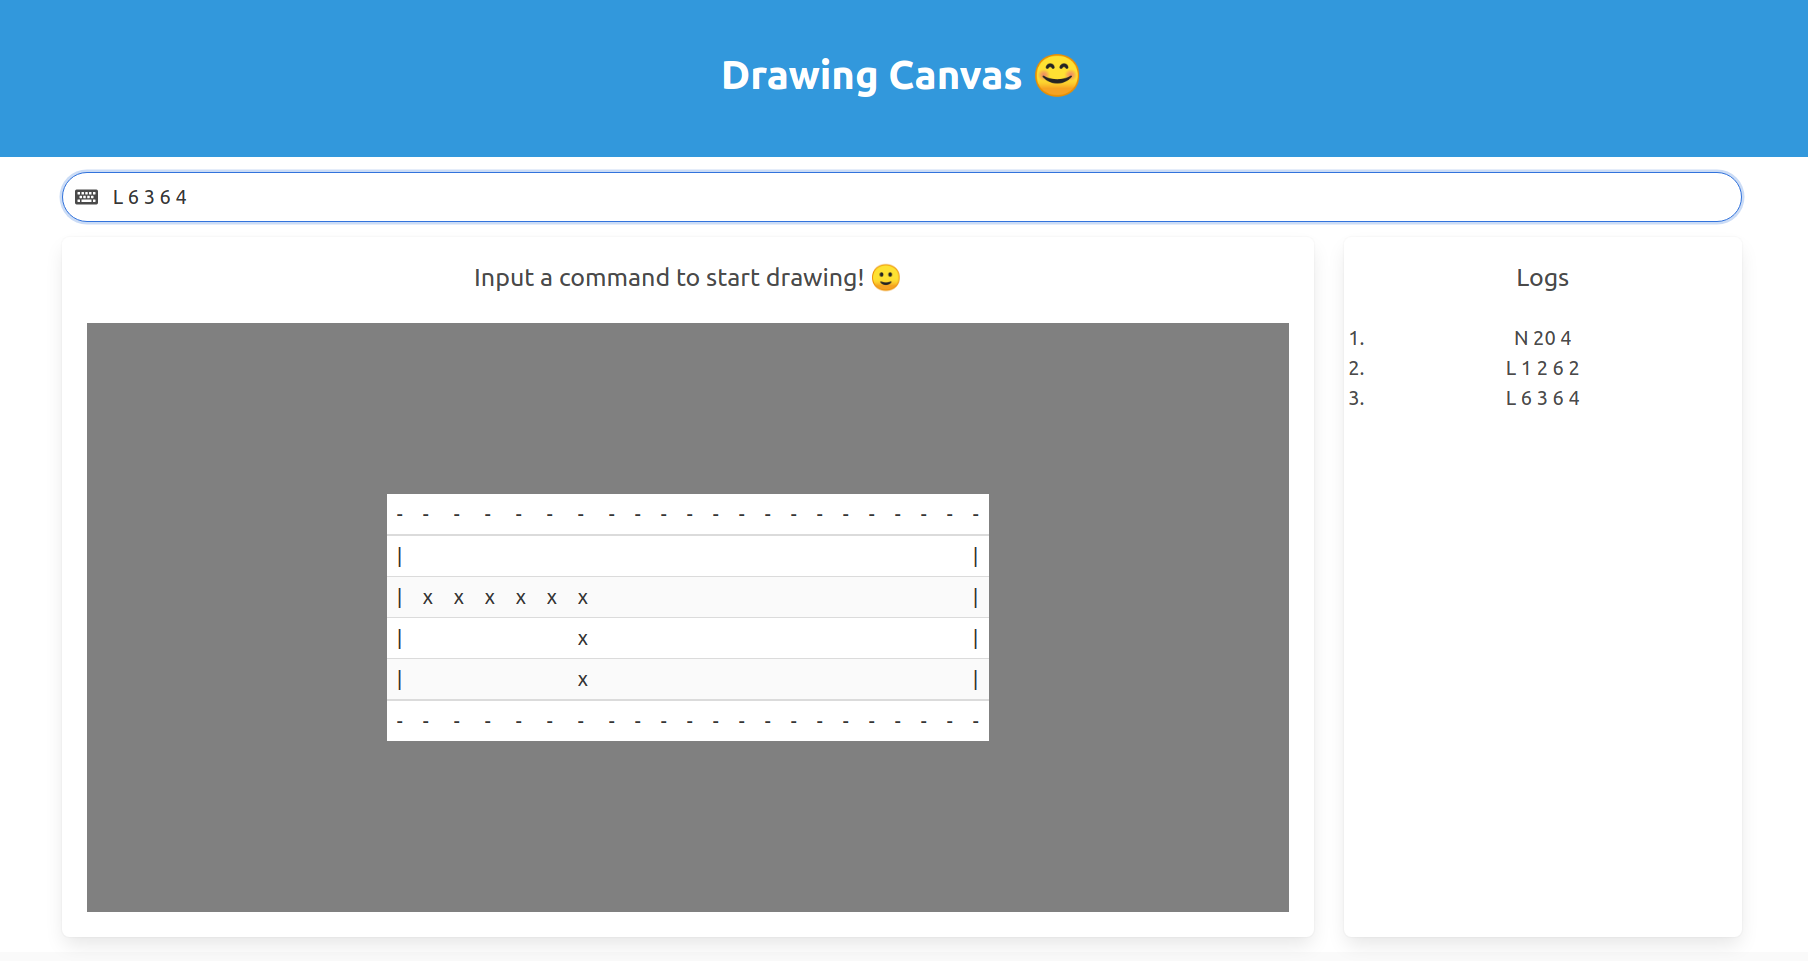 Drawing Canvas 😊
L 6 3 6 4
Input a command to start drawing! 🙂
- - - - - - - - - - - - - - - - - - - - - -
| |
| x x x x x x |
| x |
| x |
- - - - - - - - - - - - - - - - - - - - - -
Logs
1. N 20 4
2. L 1 2 6 2
3. L 6 3 6 4